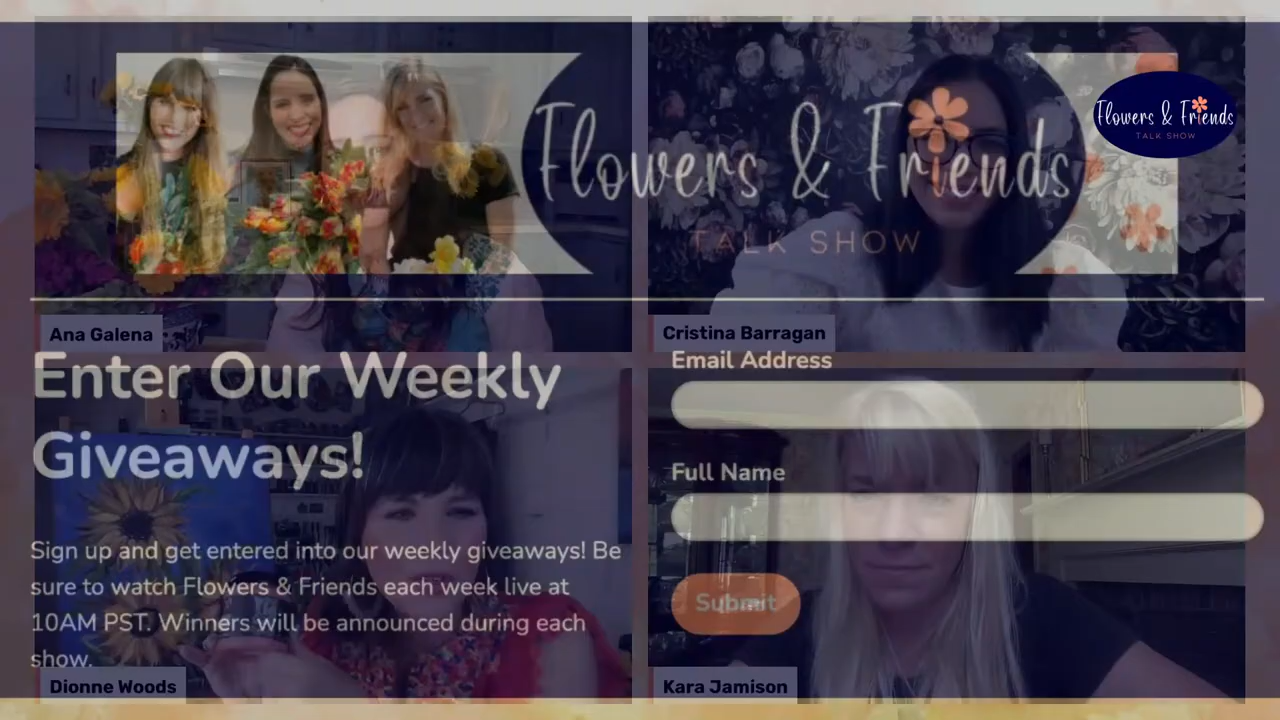 Flowers & Friends
TALK SHOW
Flowers & Friends
TALK SHOW
Ana Galena
Cristina Barragan
Enter Our Weekly
Giveaways!
Sign up and get entered into our weekly giveaways! Be
sure to watch Flowers & Friends each week live at
10AM PST. Winners will be announced during each
show.
Email Address
Full Name
Submit
Dionne Woods
Kara Jamison